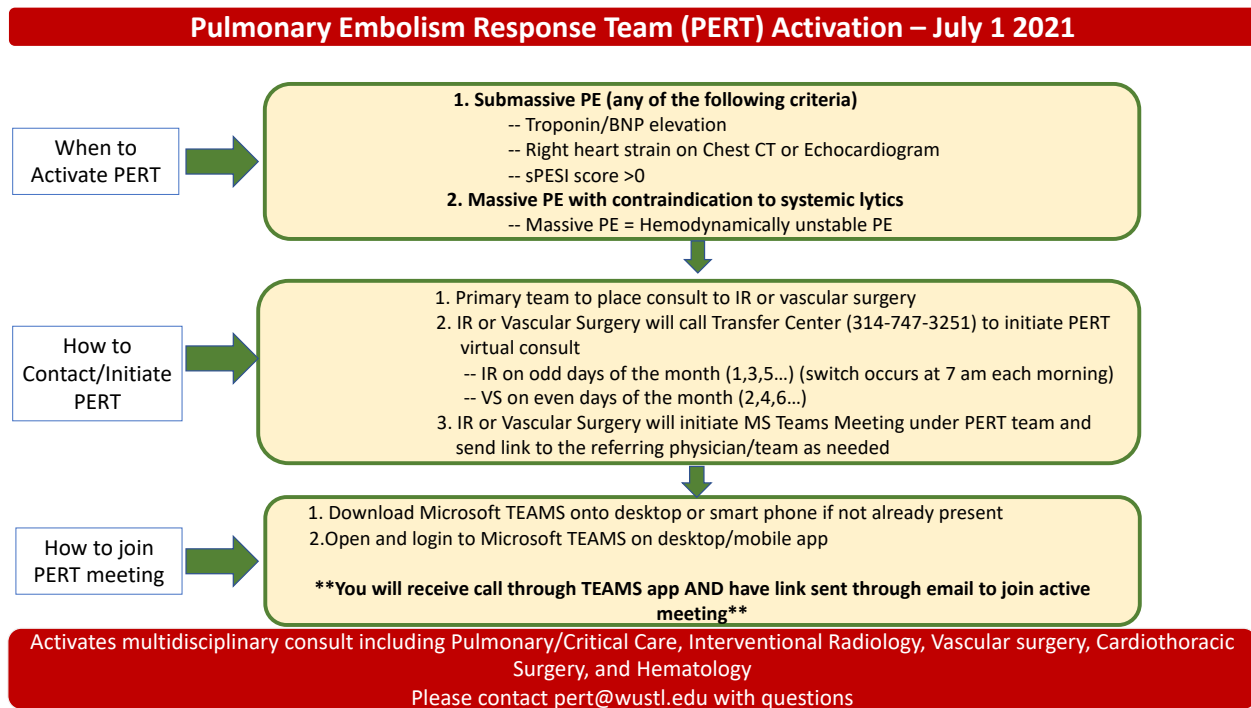 Pulmonary Embolism Response Team (PERT) Activation – July 1 2021
When to
Activate PERT
1. Submassive PE (any of the following criteria)
-- Troponin/BNP elevation
-- Right heart strain on Chest CT or Echocardiogram
-- sPESI score >0
2. Massive PE with contraindication to systemic lytics
-- Massive PE = Hemodynamically unstable PE
How to
Contact/Initiate
PERT
1. Primary team to place consult to IR or vascular surgery
2. IR or Vascular Surgery will call Transfer Center (314-747-3251) to initiate PERT
virtual consult
-- IR on odd days of the month (1,3,5...) (switch occurs at 7 am each morning)
-- VS on even days of the month (2,4,6...)
3. IR or Vascular Surgery will initiate MS Teams Meeting under PERT team and
send link to the referring physician/team as needed
How to join
PERT meeting
1. Download Microsoft TEAMS onto desktop or smart phone if not already present
2.Open and login to Microsoft TEAMS on desktop/mobile app
**You will receive call through TEAMS app AND have link sent through email to join active
meeting**
Activates multidisciplinary consult including Pulmonary/Critical Care, Interventional Radiology, Vascular surgery, Cardiothoracic
Surgery, and Hematology
Please contact pert@wustl.edu with questions